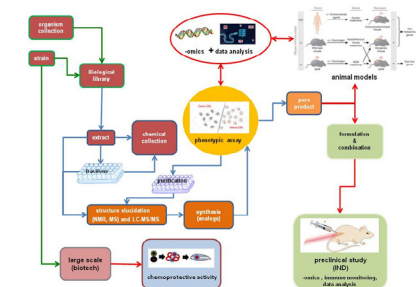 organism
collection
strain
Biological
library
extract
chemical
collection
fractions
purification
structure elucidation
(NMR, MS) and LC-MS/MS
synthesis
(analogs)
large scale
(biotech)
chemoprotective activity
-omics + data analysis
phenotypic assay
pure
product
animal models
formulation
&
combination
preclinical study
(IND)
-omics , immune monitoring,
data analysis